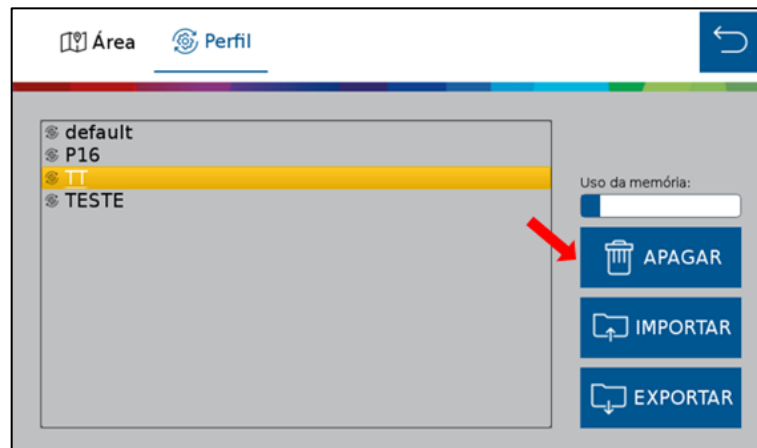 Área
Perfil
default
P16
TT
TESTE
Uso da memória:
APAGAR
IMPORTAR
EXPORTAR